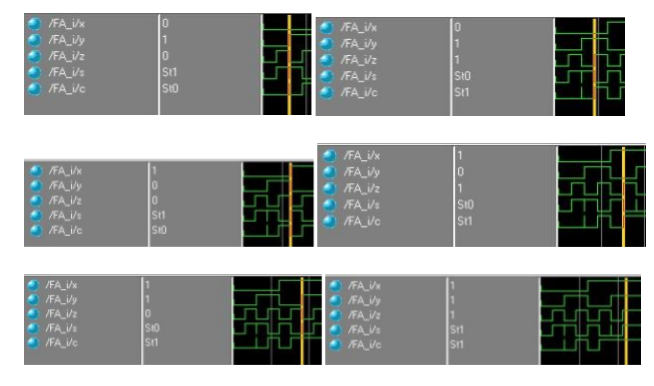 /FA_i/x 0
/FA_i/y 1
/FA_i/z 0
/FA_i/s St1
/FA_i/c St0
/FA_i/x 0
/FA_i/y 1
/FA_i/z 1
/FA_i/s St0
/FA_i/c St1
/FA_i/x 1
/FA_i/y 0
/FA_i/z 0
/FA_i/s St1
/FA_i/c St0
/FA_i/x 1
/FA_i/y 0
/FA_i/z 1
/FA_i/s St0
/FA_i/c St1
/FA_i/x 1
/FA_i/y 1
/FA_i/z 0
/FA_i/s St0
/FA_i/c St1
/FA_i/x 1
/FA_i/y 1
/FA_i/z 1
/FA_i/s St1
/FA_i/c St1